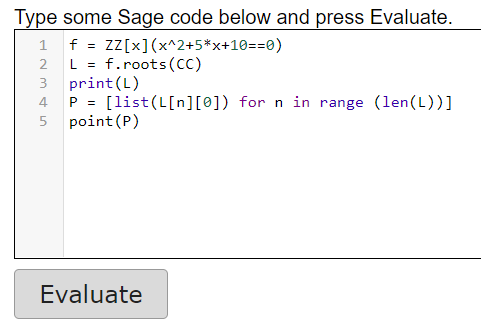 Type some Sage code below and press Evaluate.
1 f = ZZ[x](x^2+5*x+10==0)
2 L = f.roots(CC)
3 print(L)
4 P = [list(L[n][0]) for n in range (len(L))]
5 point(P)
Evaluate